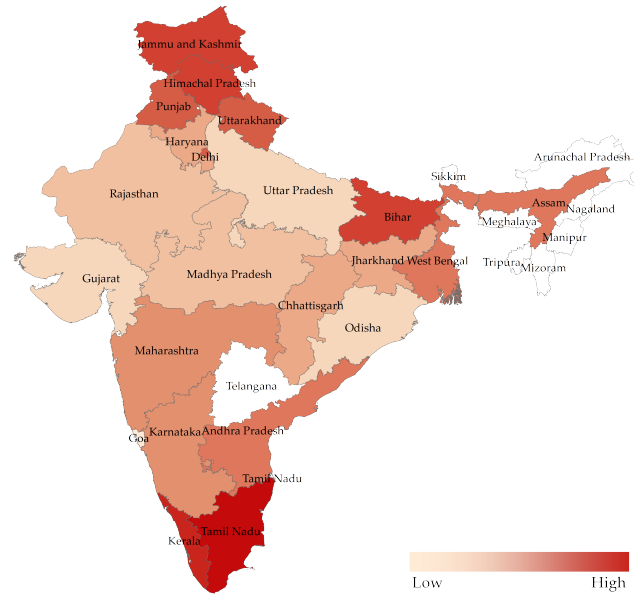 Jammu and Kashmir
Himachal Pradesh
Punjab
Uttarakhand
Haryana
Delhi
Arunachal Pradesh
Sikkim
Rajasthan
Uttar Pradesh
Assam
Nagaland
Bihar
Meghalaya
Manipur
Jharkhand
West Bengal
Tripura
Mizoram
Gujarat
Madhya Pradesh
Chhattisgarh
Odisha
Maharashtra
Telangana
Goa
Karnataka
Andhra Pradesh
Tamil Nadu
Tamil Nadu
Kerala
Low
High